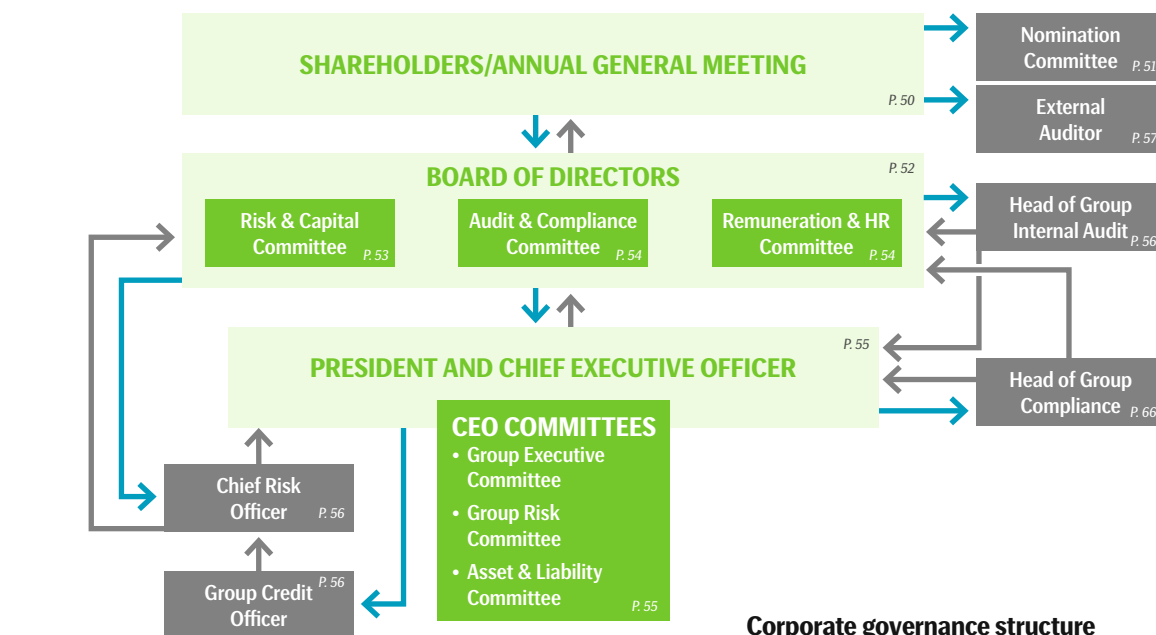 SHAREHOLDERS/ANNUAL GENERAL MEETING
P. 50
Nomination
Committee P. 51
External
Auditor P. 57
BOARD OF DIRECTORS
P. 52
Risk & Capital
Committee P. 53
Audit & Compliance
Committee P. 54
Remuneration & HR
Committee P. 54
Head of Group
Internal Audit P. 56
PRESIDENT AND CHIEF EXECUTIVE OFFICER
P. 55
Head of Group
Compliance P. 66
CEO COMMITTEES
• Group Executive
Committee
• Group Risk
Committee
• Asset & Liability
Committee P. 55
Chief Risk
Officer P. 56
Group Credit P. 56
Officer
Corporate governance structure